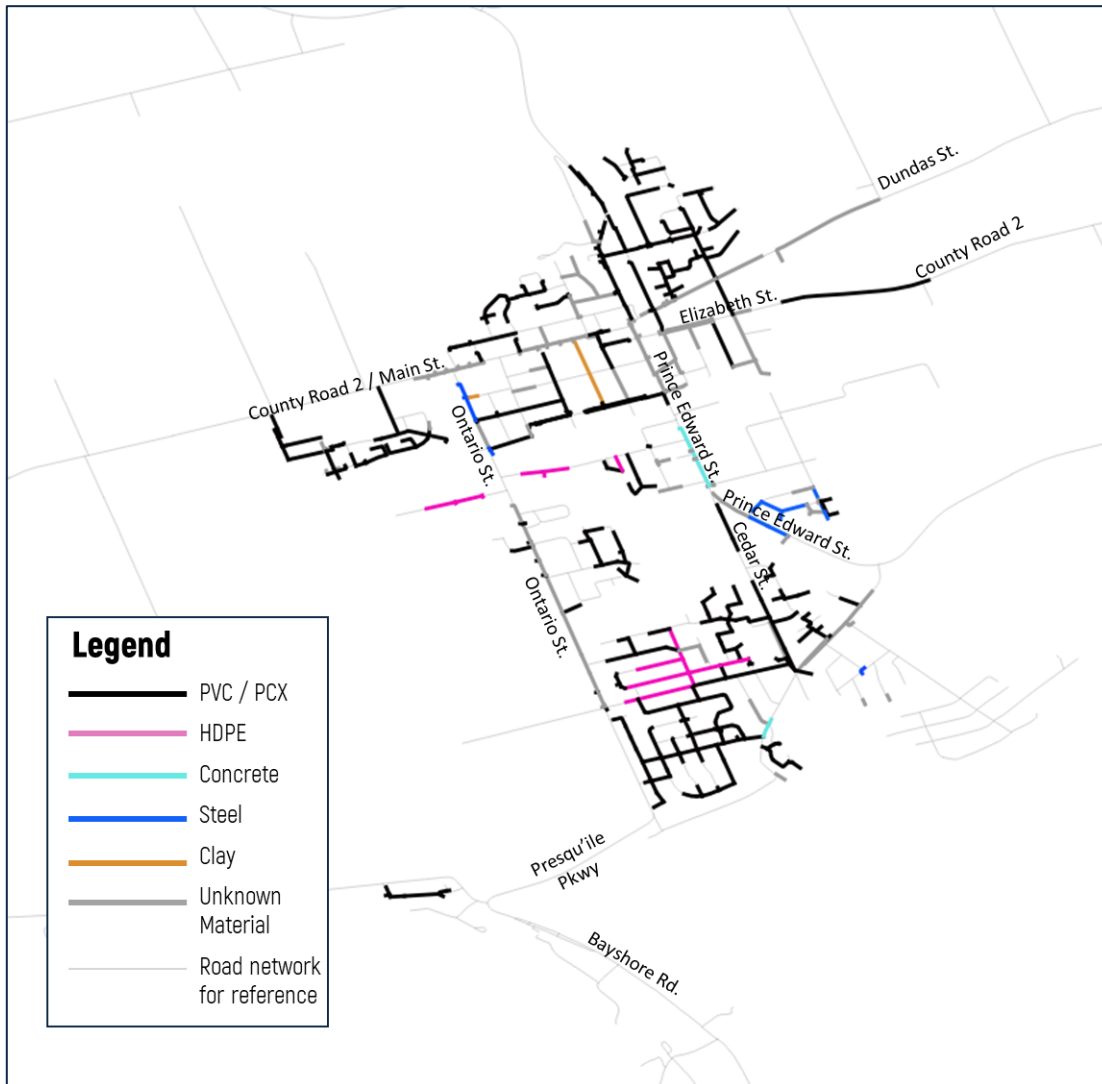 Dundas St.
County Road 2
Elizabeth St.
County Road 2 / Main St.
Prince Edward St.
Ontario St.
Prince Edward St.
Cedar St.
Ontario St.
Legend
PVC / PCX
HDPE
Concrete
Steel
Clay
Unknown
Material
Road network
for reference
Presqu'ile
Pkwy
Bayshore Rd.